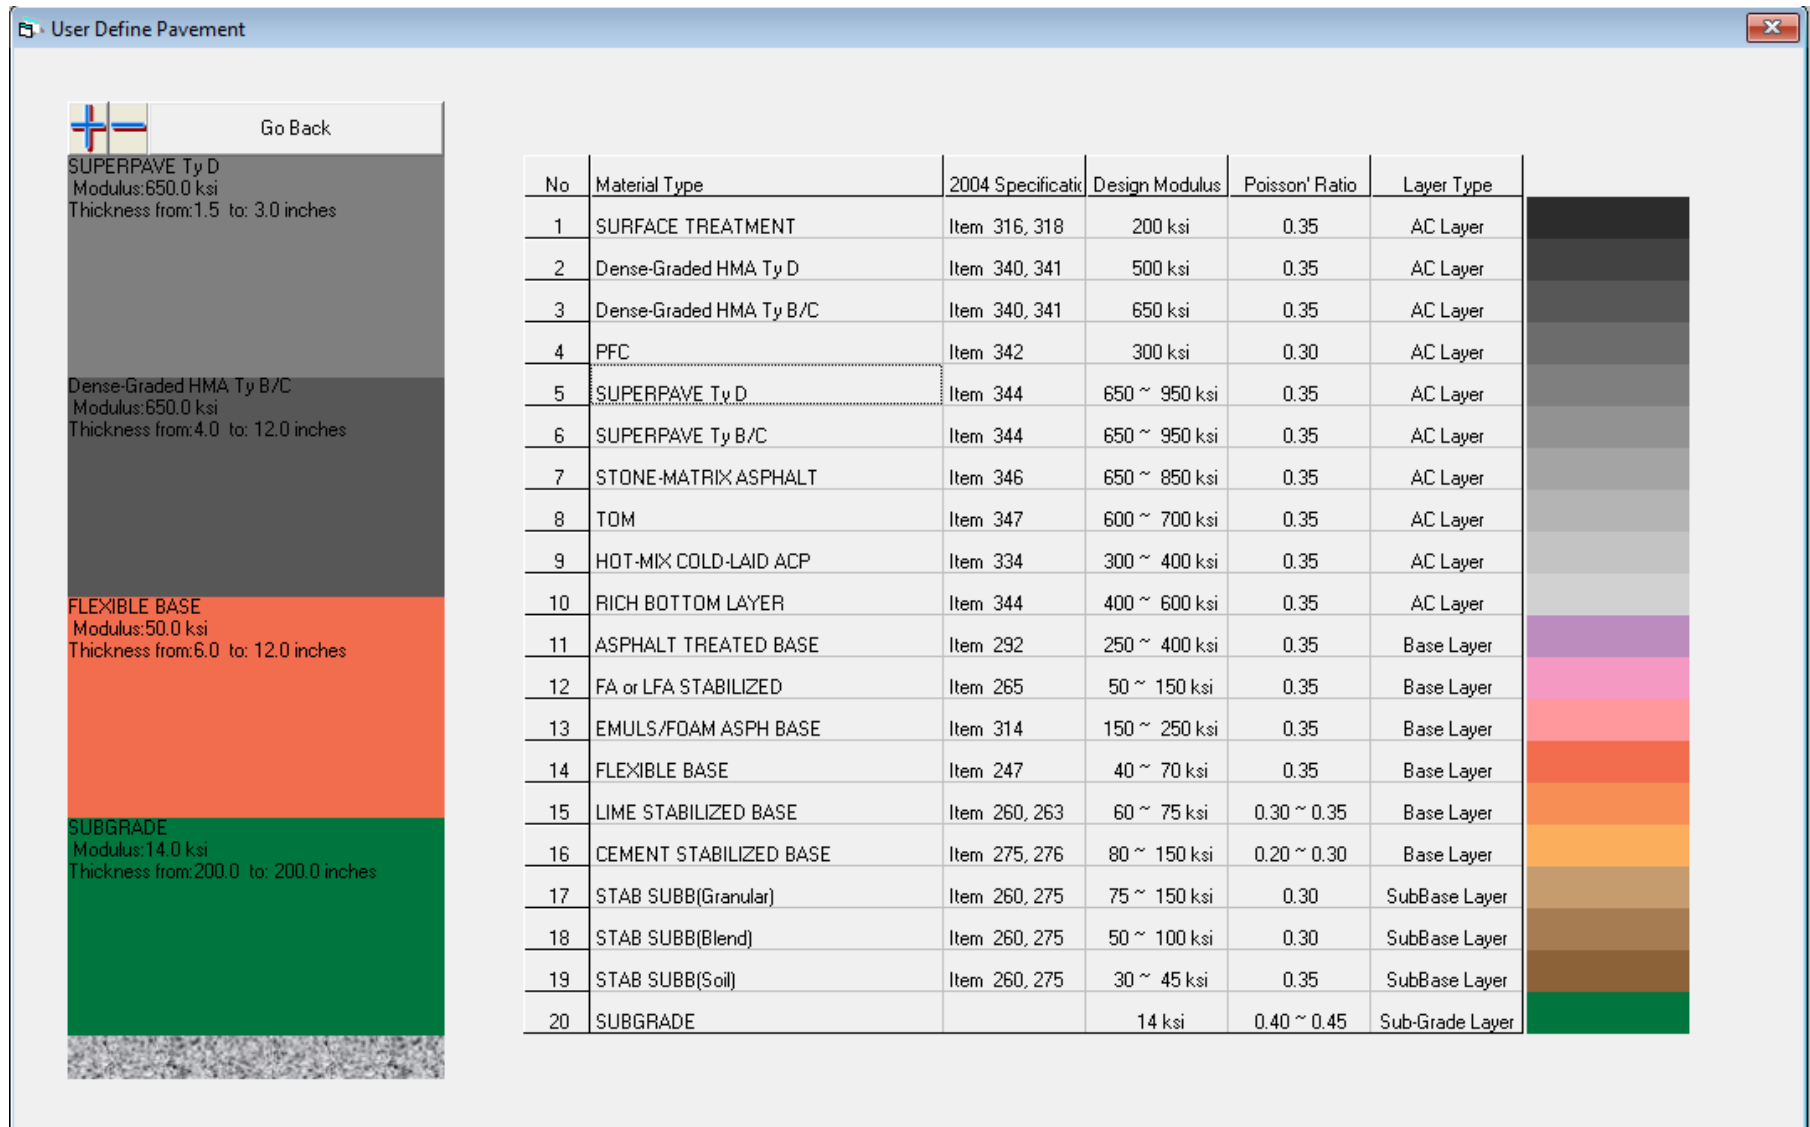 User Define Pavement
Go Back
SUPERPAVE Ty D
Modulus:650.0 ksi
Thickness from:1.5 to: 3.0 inches
Dense-Graded HMA Ty B/C
Modulus:650.0 ksi
Thickness from:4.0 to: 12.0 inches
FLEXIBLE BASE
Modulus:50.0 ksi
Thickness from:6.0 to: 12.0 inches
SUBGRADE
Modulus:14.0 ksi
Thickness from:200.0 to: 200.0 inches
No Material Type 2004 Specificatic Design Modulus Poisson' Ratio Layer Type
1 SURFACE TREATMENT Item 316, 318 200 ksi 0.35 AC Layer
2 Dense-Graded HMA Ty D Item 340, 341 500 ksi 0.35 AC Layer
3 Dense-Graded HMA Ty B/C Item 340, 341 650 ksi 0.35 AC Layer
4 PFC Item 342 300 ksi 0.30 AC Layer
5 SUPERPAVE Ty D Item 344 650 ~ 950 ksi 0.35 AC Layer
6 SUPERPAVE Ty B/C Item 344 650 ~ 950 ksi 0.35 AC Layer
7 STONE-MATRIX ASPHALT Item 346 650 ~ 850 ksi 0.35 AC Layer
8 TOM Item 347 600 ~ 700 ksi 0.35 AC Layer
9 HOT-MIX COLD-LAID ACP Item 334 300 ~ 400 ksi 0.35 AC Layer
10 RICH BOTTOM LAYER Item 344 400 ~ 600 ksi 0.35 AC Layer
11 ASPHALT TREATED BASE Item 292 250 ~ 400 ksi 0.35 Base Layer
12 FA or LFA STABILIZED Item 265 50 ~ 150 ksi 0.35 Base Layer
13 EMULS/FOAM ASPH BASE Item 314 150 ~ 250 ksi 0.35 Base Layer
14 FLEXIBLE BASE Item 247 40 ~ 70 ksi 0.35 Base Layer
15 LIME STABILIZED BASE Item 260, 263 60 ~ 75 ksi 0.30 ~ 0.35 Base Layer
16 CEMENT STABILIZED BASE Item 275, 276 80 ~ 150 ksi 0.20 ~ 0.30 Base Layer
17 STAB SUBB(Granular) Item 260, 275 75 ~ 150 ksi 0.30 SubBase Layer
18 STAB SUBB(Blend) Item 260, 275 50 ~ 100 ksi 0.30 SubBase Layer
19 STAB SUBB(Soil) Item 260, 275 30 ~ 45 ksi 0.35 SubBase Layer
20 SUBGRADE 14 ksi 0.40 ~ 0.45 Sub-Grade Layer